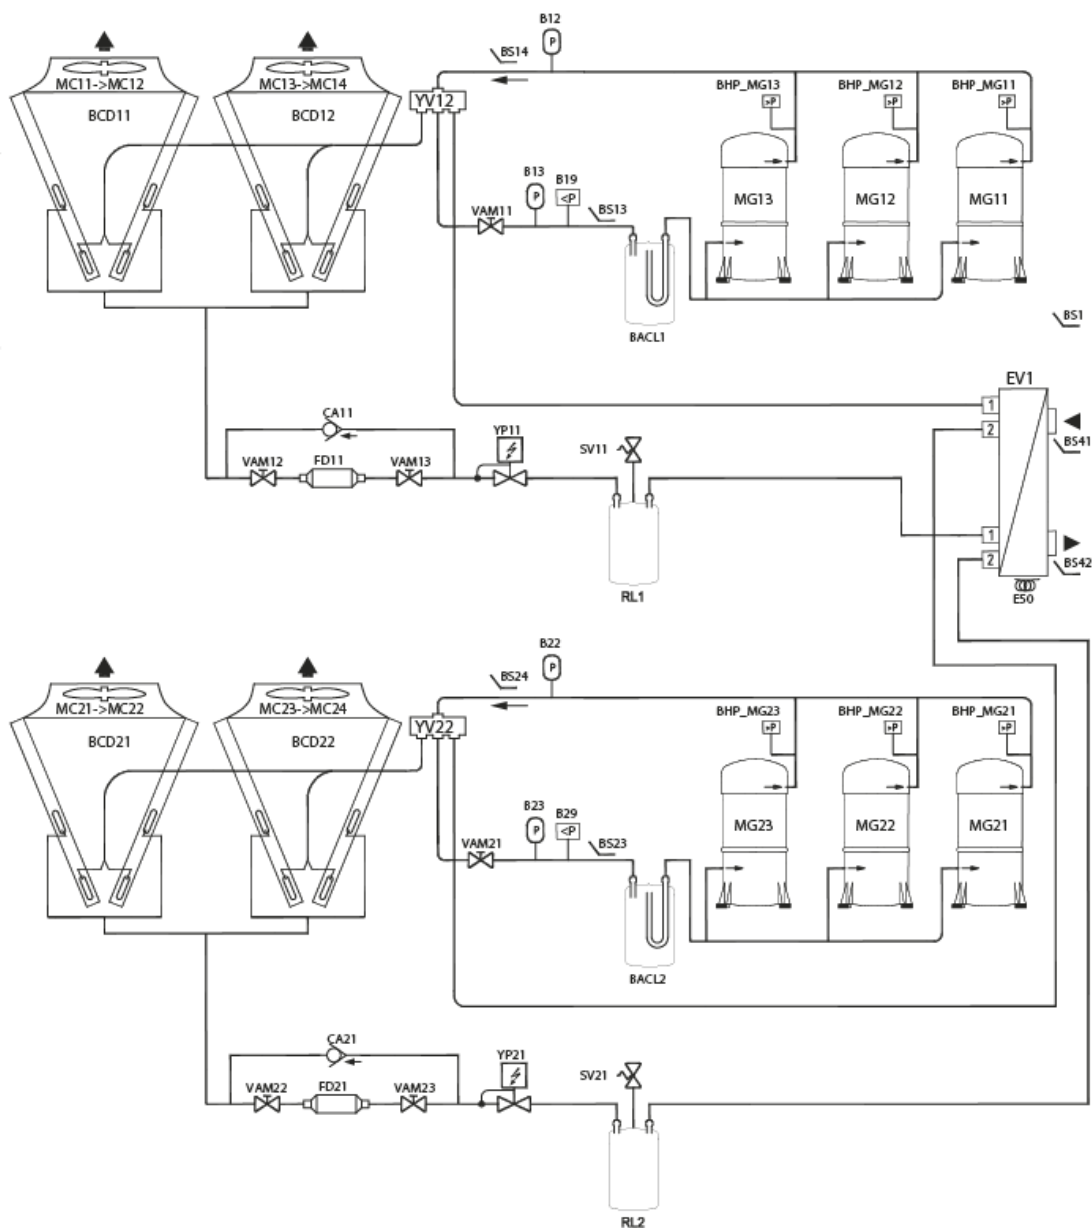 B12
P
BS14
MC11->MC12
MC13->MC14
BCD11
BCD12
YV12
BHP_MG13
BHP_MG12
BHP_MG11
>P
>P
>P
MG13
MG12
MG11
B13
B19
P
<P
VAM11
BS13
BACL1
BS1
EV1
1
2
BS41
CA11
YP11
SV11
VAM12
FD11
VAM13
1
2
BS42
E50
RL1
B22
P
BS24
MC21->MC22
MC23->MC24
BCD21
BCD22
YV22
BHP_MG23
BHP_MG22
BHP_MG21
>P
>P
>P
MG23
MG22
MG21
B23
B29
P
<P
VAM21
BS23
BACL2
CA21
YP21
SV21
VAM22
FD21
VAM23
RL2